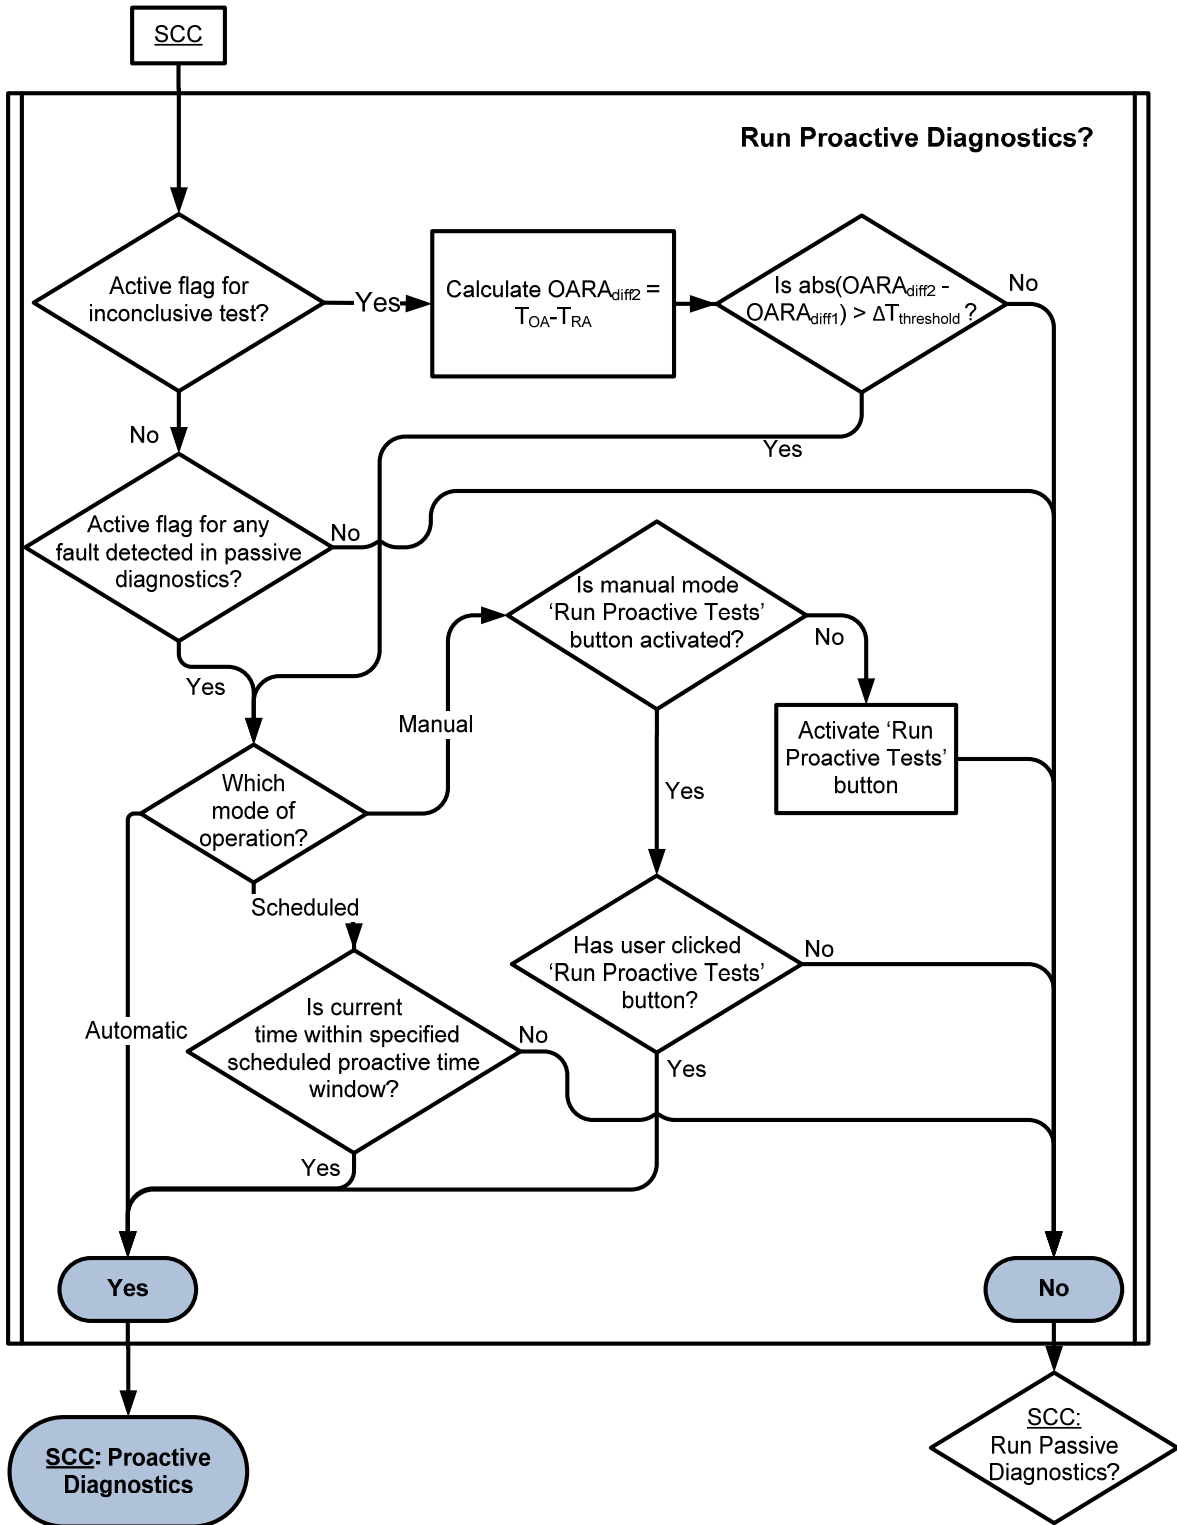 SCC
Run Proactive Diagnostics?
Active flag for
inconclusive test?
Yes
Calculate OARAdiff2 =
TOA-TRA
Is abs(OARAdiff2 -
OARAdiff1) > ΔTthreshold ?
No
No
Yes
Active flag for any
fault detected in passive
diagnostics?
No
Yes
Is manual mode
‘Run Proactive Tests’
button activated?
No
Manual
Activate ‘Run
Proactive Tests’
button
Which
mode of
operation?
Yes
Scheduled
Has user clicked
‘Run Proactive Tests’
button?
No
Automatic
Is current
time within specified
scheduled proactive time
window?
No
Yes
Yes
Yes
No
SCC: Proactive
Diagnostics
SCC:
Run Passive
Diagnostics?